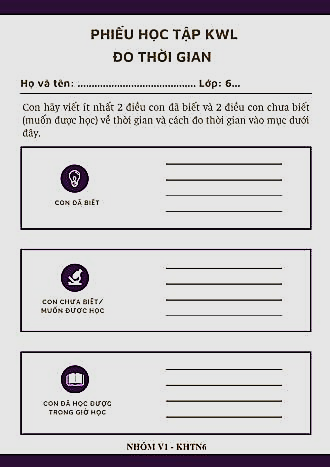 PHIẾU HỌC TẬP KWL
ĐO THỜI GIAN
Họ và tên: ............................................ Lớp: 6...
Con hãy viết ít nhất 2 điều con đã biết và 2 điều con chưa biết
(muốn được học) về thời gian và cách đo thời gian vào mục dưới
đây.
CON ĐÃ BIẾT
CON CHƯA BIẾT/
MUỐN ĐƯỢC HỌC
CON ĐÃ HỌC ĐƯỢC
TRONG GIỜ HỌC
NHÓM V1 - KHTN6